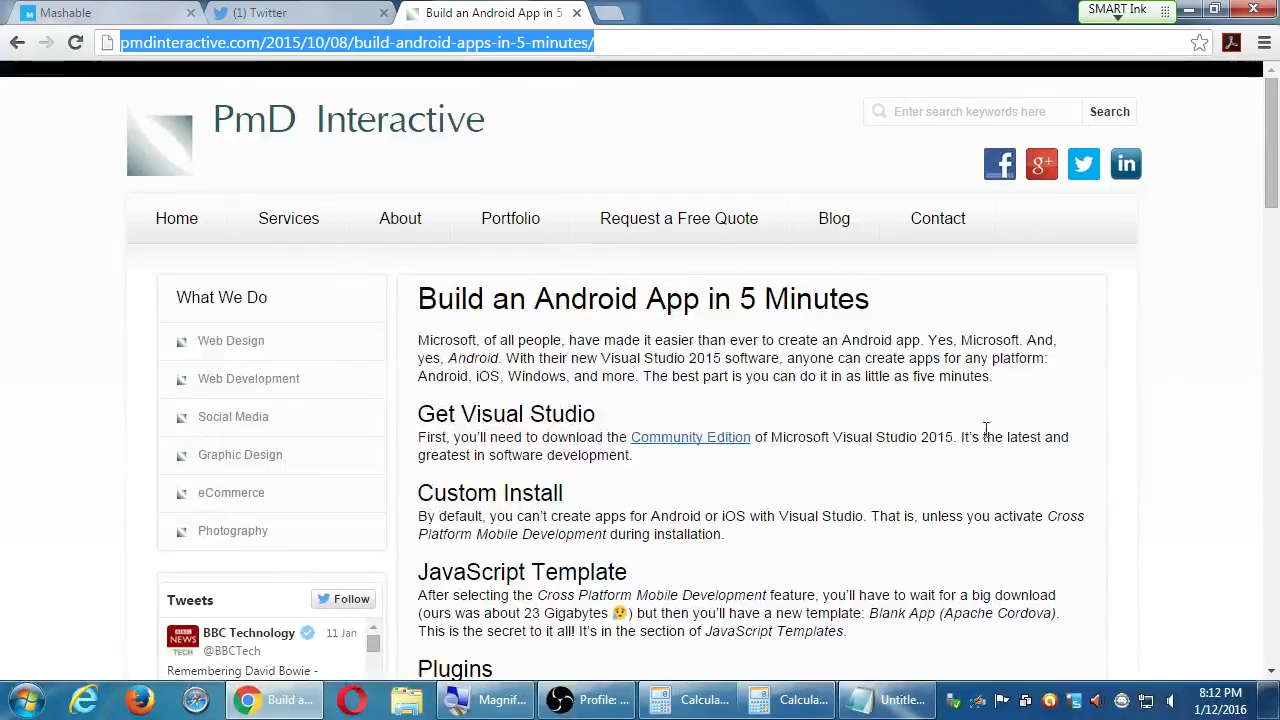 Mashable
(1) Twitter
Build an Android App in 5
SMART Ink
pmdinteractive.com/2015/10/08/build-android-apps-in-5-minutes/
PmD Interactive
Enter search keywords here
Search
Home
Services
About
Portfolio
Request a Free Quote
Blog
Contact
What We Do
Web Design
Web Development
Social Media
Graphic Design
eCommerce
Photography
Tweets
Follow
BBC NEWS TECH
BBC Technology
11 Jan
@BBCTech
Remembering David Bowie -
Build an Android App in 5 Minutes
Microsoft, of all people, have made it easier than ever to create an Android app. Yes, Microsoft. And,
yes, Android. With their new Visual Studio 2015 software, anyone can create apps for any platform:
Android, iOS, Windows, and more. The best part is you can do it in as little as five minutes.
Get Visual Studio
First, you'll need to download the Community Edition of Microsoft Visual Studio 2015. It's the latest and
greatest in software development.
Custom Install
By default, you can't create apps for Android or iOS with Visual Studio. That is, unless you activate Cross
Platform Mobile Development during installation.
JavaScript Template
After selecting the Cross Platform Mobile Development feature, you'll have to wait for a big download
(ours was about 23 Gigabytes 😲) but then you'll have a new template: Blank App (Apache Cordova).
This is the secret to it all! It's in the section of JavaScript Templates.
Plugins
Build a...
Magnif...
Profile: ...
Calcula...
Calcula...
Untitle...
8:12 PM
1/12/2016